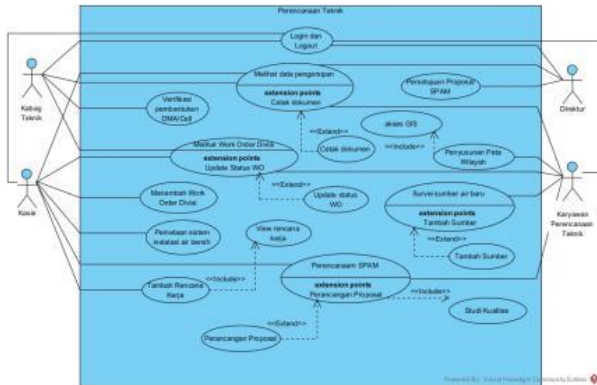 Perencanaan Teknik
Login dan
Logout
Melihat data pengarsipan
extension points
Cetak dokumen
Persetujuan Proposal
SPAM
Kabag
Teknik
Direktur
Verifikasi
pembentukan
DMA/Cell
<<Extend>>
Cetak dokumen
akses GIS
<<Include>>
Penyusunan Peta
Wilayah
Melihat Work Order Divisi
extension points
Update Status WO
<<Extend>>
Update status
WO
Kasie
Karyawan
Perencanaan
Teknik
Menambah Work
Order Divisi
Survei sumber air baru
extension points
Tambah Sumber
<<Extend>>
Tambah Sumber
Pemetaan sistem
instalasi air bersih
View rencana
kerja
<<Include>>
Tambah Rencana
Kerja
Perencanaam SPAM
extension points
Perancangan Proposal
<<Include>>
Studi Kualitas
<<Extend>>
Perancangan Proposal
Powered By Visual Paradigm Community Edition